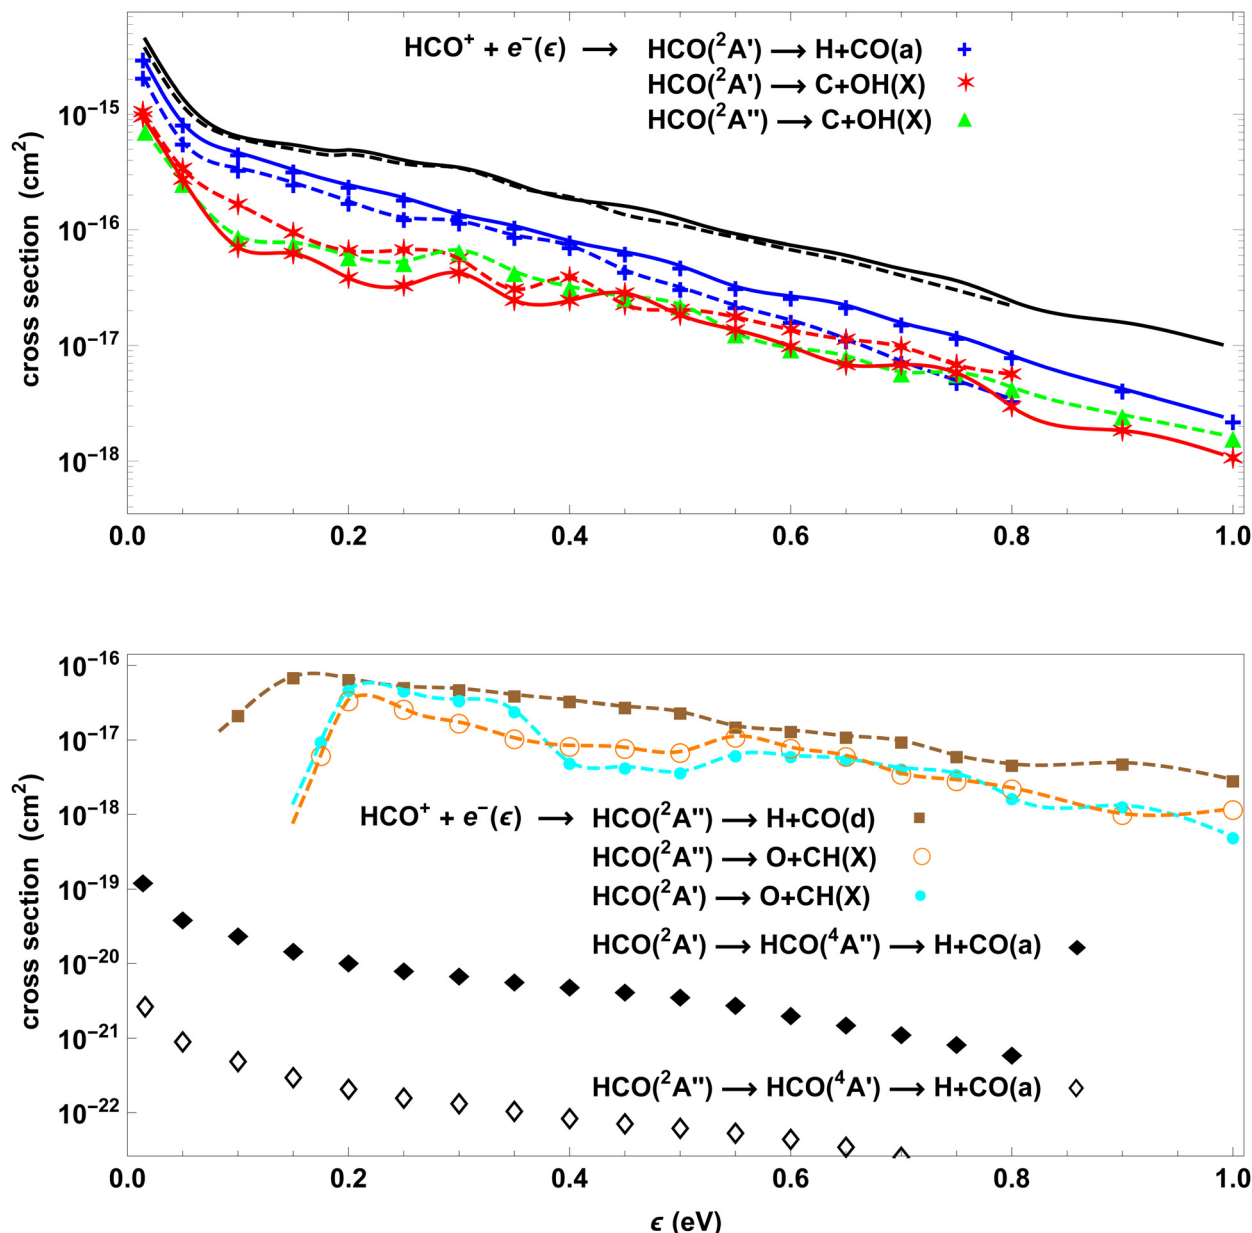 HCO⁺ + e⁻(ϵ) ⟶ HCO(²A') ⟶ H+CO(a)
HCO(²A') ⟶ C+OH(X)
HCO(²A'') ⟶ C+OH(X)
cross section (cm²)
10⁻¹⁵
10⁻¹⁶
10⁻¹⁷
10⁻¹⁸
0.0 0.2 0.4 0.6 0.8 1.0
cross section (cm²)
10⁻¹⁶
10⁻¹⁷
10⁻¹⁸
10⁻¹⁹
10⁻²⁰
10⁻²¹
10⁻²²
HCO⁺ + e⁻(ϵ) ⟶ HCO(²A'') ⟶ H+CO(d)
HCO(²A'') ⟶ O+CH(X)
HCO(²A') ⟶ O+CH(X)
HCO(²A') ⟶ HCO(⁴A'') ⟶ H+CO(a)
HCO(²A'') ⟶ HCO(⁴A') ⟶ H+CO(a)
0.0 0.2 0.4 0.6 0.8 1.0
ϵ (eV)